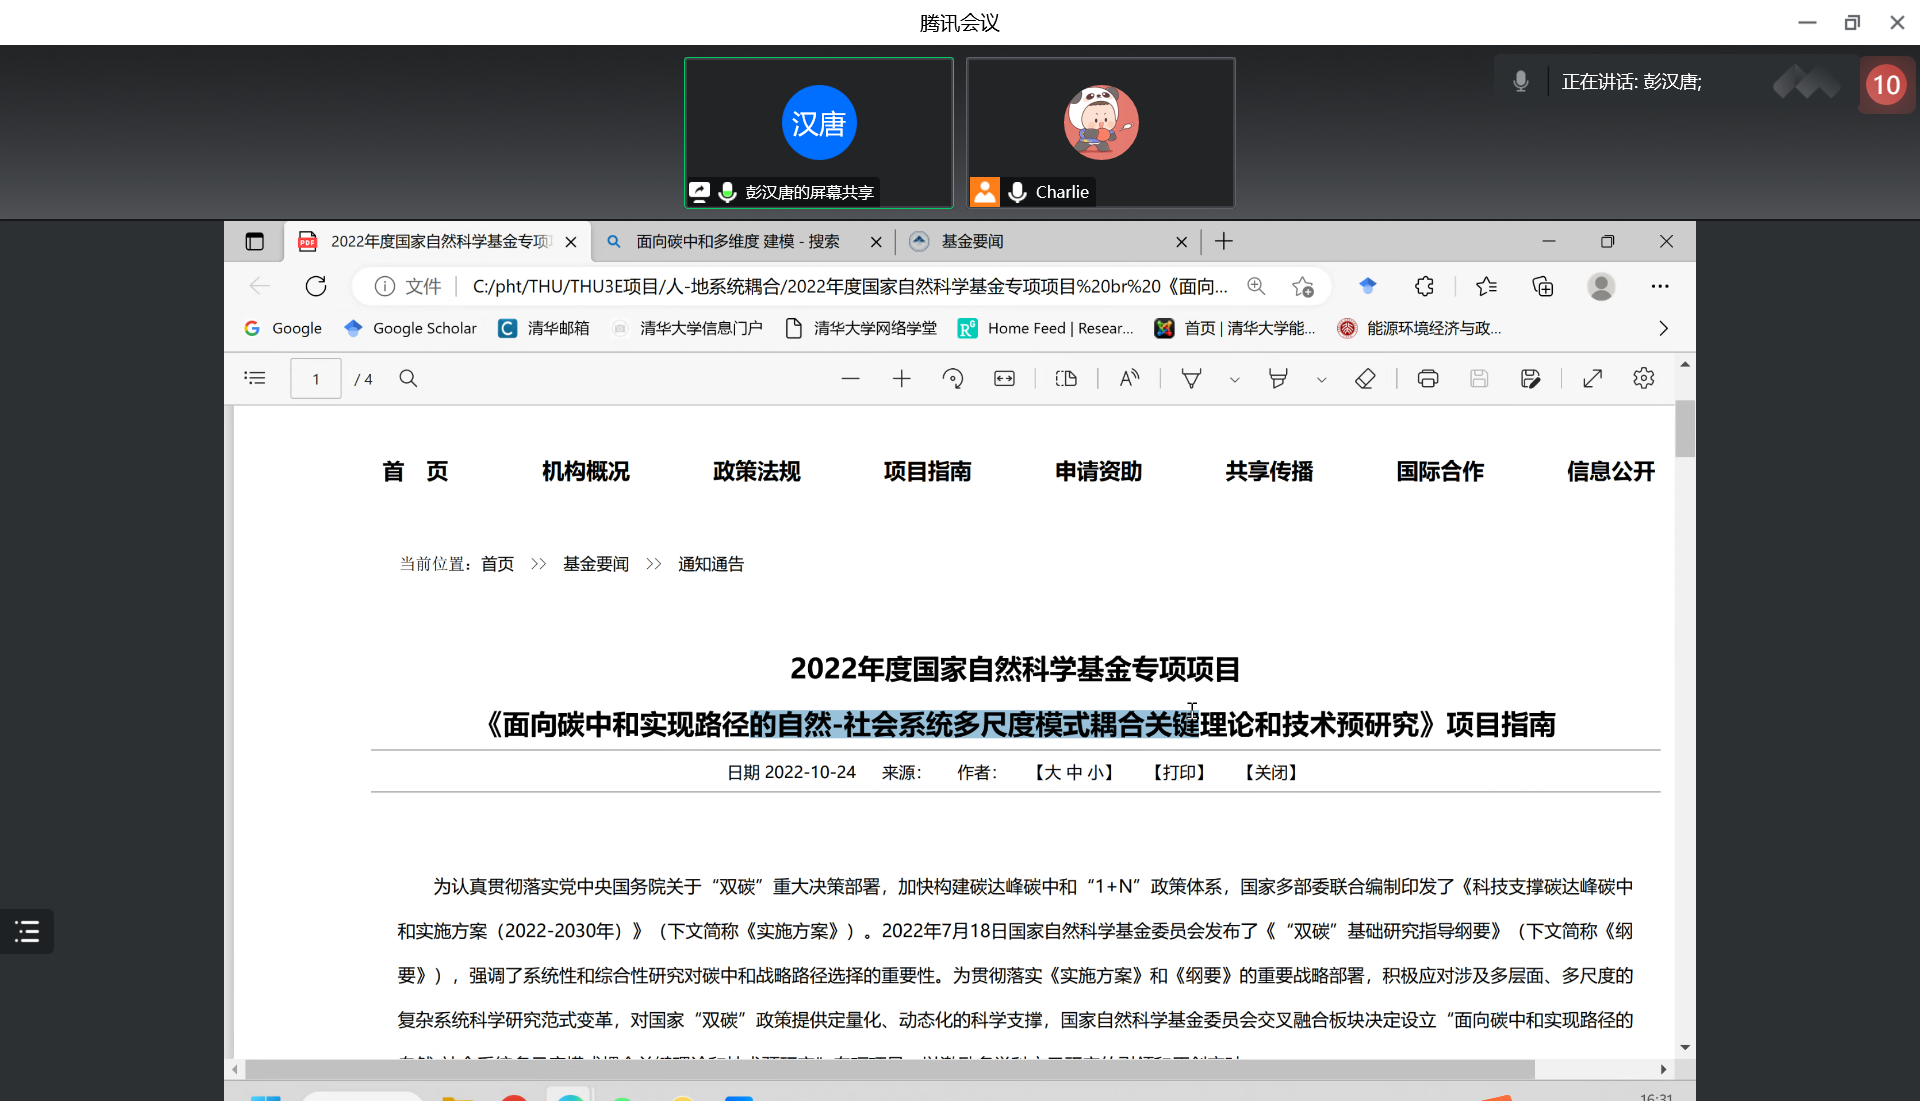 腾讯会议
汉唐
彭汉唐的屏幕共享
Charlie
正在讲话: 彭汉唐;
10
2022年度国家自然科学基金专项
面向碳中和多维度 建模 - 搜索
基金要闻
文件
C:/pht/THU/THU3E项目/人-地系统耦合/2022年度国家自然科学基金专项项目%20br%20《面向...
Google
Google Scholar
清华邮箱
清华大学信息门户
清华大学网络学堂
Home Feed | Resear...
首页 | 清华大学能...
能源环境经济与政...
1 / 4
首 页
机构概况
政策法规
项目指南
申请资助
共享传播
国际合作
信息公开
当前位置：首页 >> 基金要闻 >> 通知通告
2022年度国家自然科学基金专项项目
《面向碳中和实现路径的自然-社会系统多尺度模式耦合关键理论和技术预研究》项目指南
日期 2022-10-24 来源： 作者： 【大 中 小】 【打印】 【关闭】
为认真贯彻落实党中央国务院关于“双碳”重大决策部署，加快构建碳达峰碳中和“1+N”政策体系，国家多部委联合编制印发了《科技支撑碳达峰碳中
和实施方案（2022-2030年）》（下文简称《实施方案》）。2022年7月18日国家自然科学基金委员会发布了《“双碳”基础研究指导纲要》（下文简称《纲
要》），强调了系统性和综合性研究对碳中和战略路径选择的重要性。为贯彻落实《实施方案》和《纲要》的重要战略部署，积极应对涉及多层面、多尺度的
复杂系统科学研究范式变革，对国家“双碳”政策提供定量化、动态化的科学支撑，国家自然科学基金委员会交叉融合板块决定设立“面向碳中和实现路径的
16:31